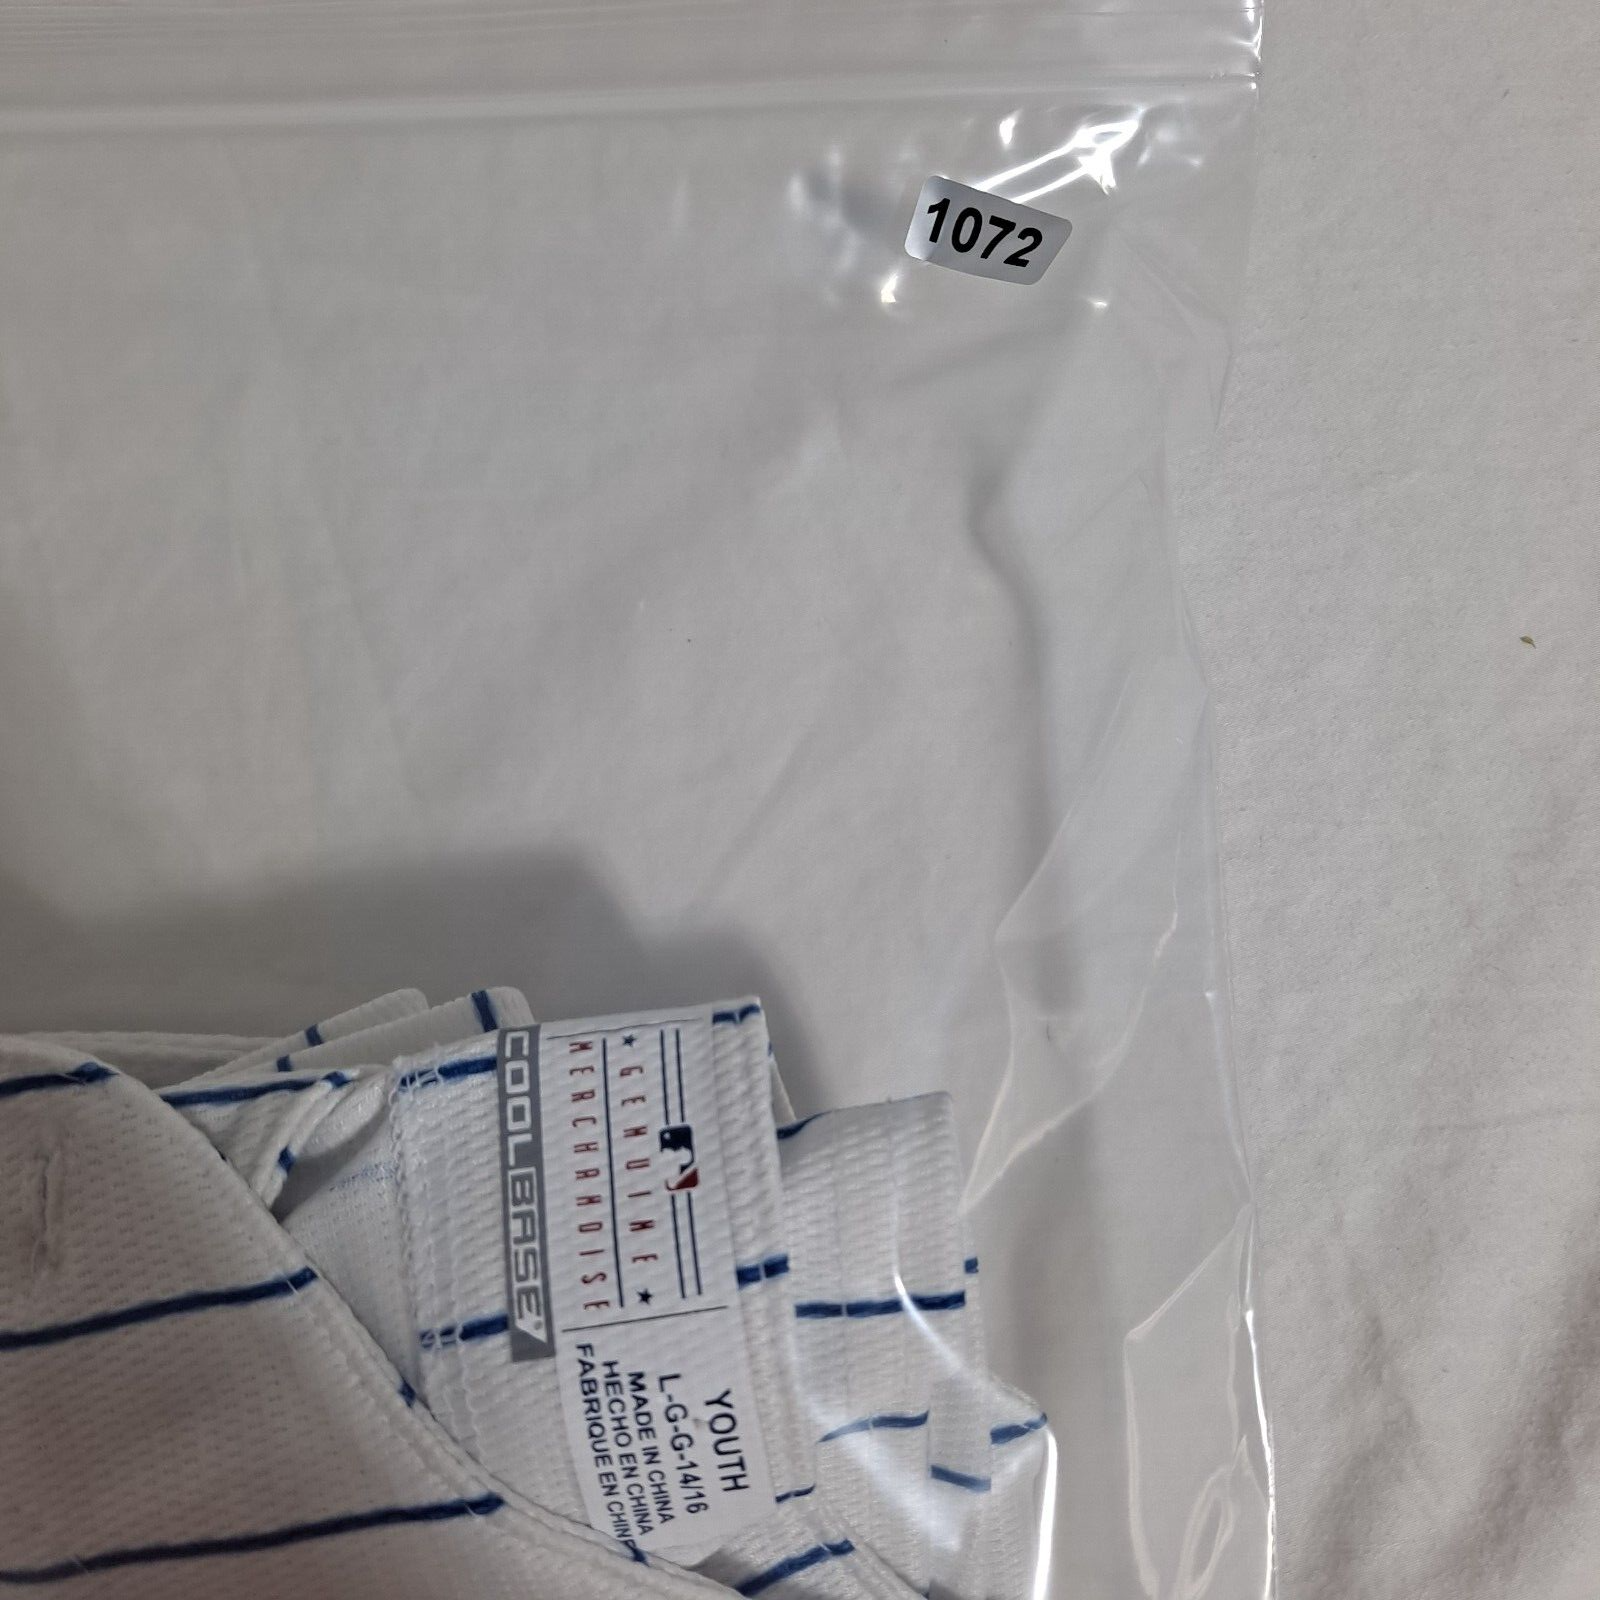 1072
★ GENUINE ★
MERCHANDISE
COOLBASE
YOUTH
L-G-G-14/16
MADE IN CHINA
HECHO EN CHINA
FABRIQUE EN CHINE